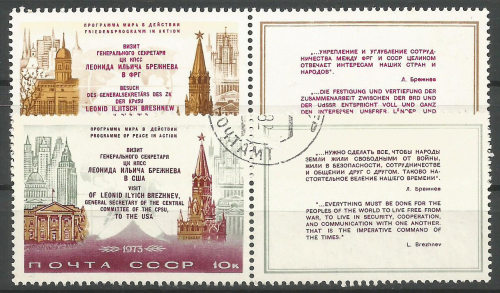 ПРОГРАММА МИРА В ДЕЙСТВИИ
FRIEDENSPROGRAMM IN AKTION
ВИЗИТ
ГЕНЕРАЛЬНОГО СЕКРЕТАРЯ
ЦК КПСС
ЛЕОНИДА ИЛЬИЧА БРЕЖНЕВА
В ФРГ
BESUCH
DES GENERALSEKRETÄRS DES ZK
DER KPdSU
LEONID ILJITSCH BRESHNEW
„...УКРЕПЛЕНИЕ И УГЛУБЛЕНИЕ СОТРУД-
НИЧЕСТВА МЕЖДУ ФРГ И СССР ЦЕЛИКОМ
ОТВЕЧАЕТ ИНТЕРЕСАМ НАШИХ СТРАН И
НАРОДОВ".
Л. Брежнев
„...DIE FESTIGUNG UND VERTIEFUNG DER
ZUSAMMENARBEIT ZWISCHEN DER BRD UND
DER UdSSR ENTSPRICHT VOLL UND GANZ
DEN INTERESSEN UNSERER LÄNDER UND
ПОЧТАМТ
ПРОГРАММА МИРА В ДЕЙСТВИИ
PROGRAMME OF PEACE IN ACTION
ВИЗИТ
ГЕНЕРАЛЬНОГО СЕКРЕТАРЯ
ЦК КПСС
ЛЕОНИДА ИЛЬИЧА БРЕЖНЕВА
В США
VISIT
OF LEONID ILYICH BREZHNEV,
GENERAL SECRETARY OF THE CENTRAL
COMMITTEE OF THE CPSU,
TO THE USA
1973
ПОЧТА СССР 10к
„...НУЖНО СДЕЛАТЬ ВСЕ, ЧТОБЫ НАРОДЫ
ЗЕМЛИ ЖИЛИ СВОБОДНЫМИ ОТ ВОЙНЫ,
ЖИЛИ В БЕЗОПАСНОСТИ, СОТРУДНИЧЕСТВЕ
И ОБЩЕНИИ ДРУГ С ДРУГОМ. ТАКОВО НА-
СТОЯТЕЛЬНОЕ ВЕЛЕНИЕ НАШЕГО ВРЕМЕНИ".
Л. Брежнев
"...EVERYTHING MUST BE DONE FOR THE
PEOPLES OF THE WORLD TO LIVE FREE FROM
WAR, TO LIVE IN SECURITY, COOPERATION,
AND COMMUNICATION WITH ONE ANOTHER.
THAT IS THE IMPERATIVE COMMAND OF
THE TIMES."
L. Brezhnev